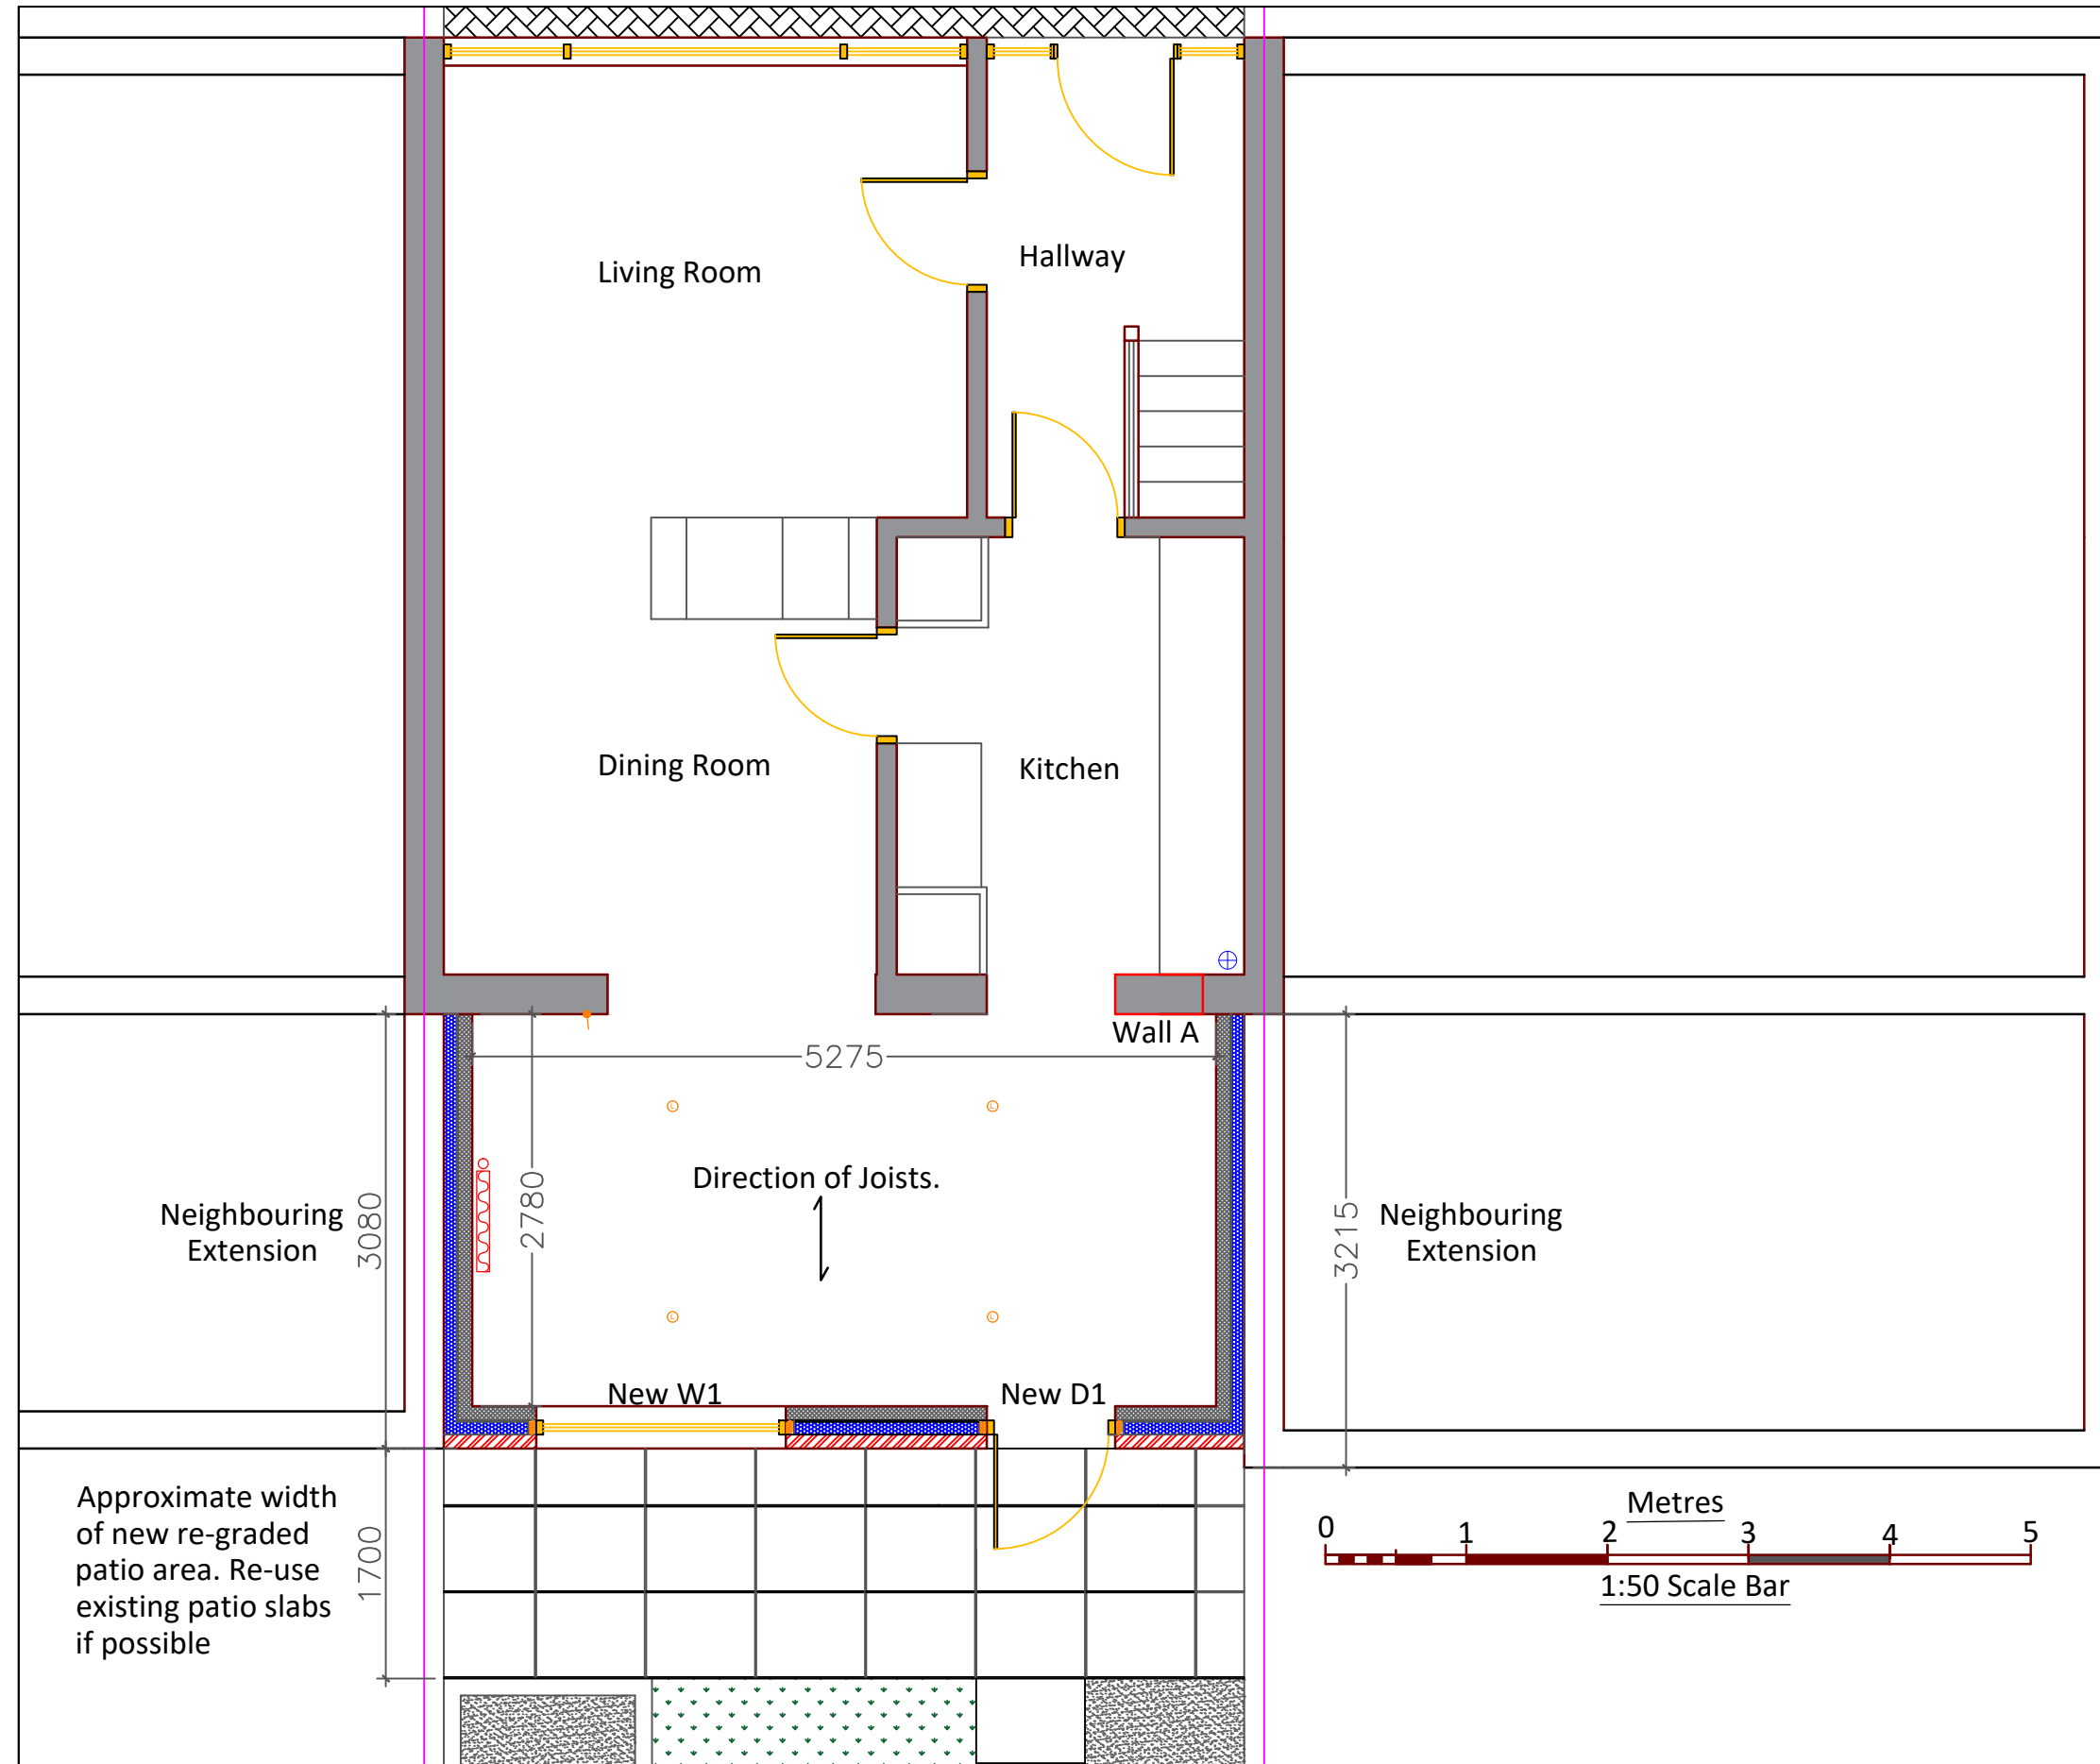 Living Room
Hallway
Dining Room
Kitchen
Wall A
5275
Direction of Joists.
Neighbouring
Extension
3080
2780
3215
Neighbouring
Extension
New W1
New D1
Approximate width
of new re-graded
patio area. Re-use
existing patio slabs
if possible
1700
Metres
0 1 2 3 4 5
1:50 Scale Bar